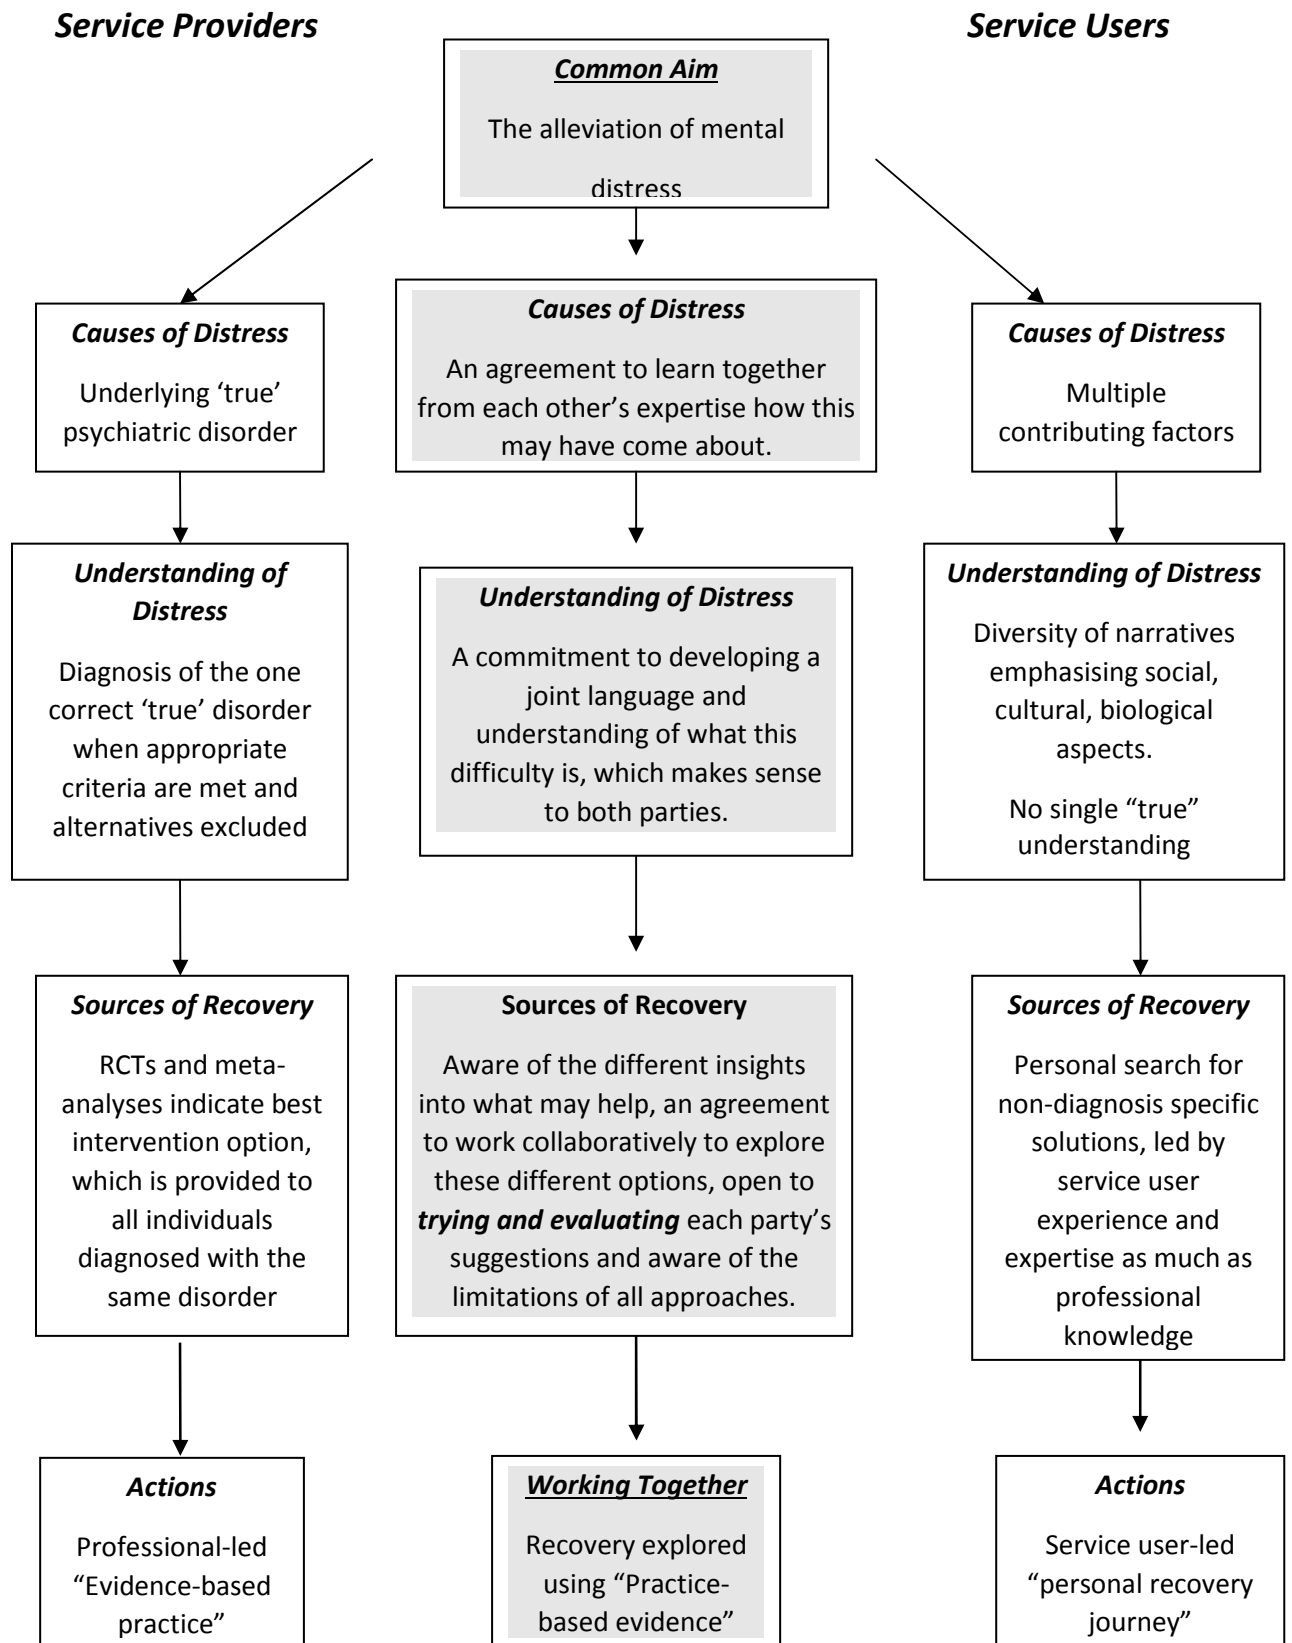 Service Providers
Service Users
Common Aim
The alleviation of mental
distress
Causes of Distress
Underlying ‘true’
psychiatric disorder
Causes of Distress
An agreement to learn together
from each other’s expertise how this
may have come about.
Causes of Distress
Multiple
contributing factors
Understanding of
Distress
Diagnosis of the one
correct ‘true’ disorder
when appropriate
criteria are met and
alternatives excluded
Understanding of Distress
A commitment to developing a
joint language and
understanding of what this
difficulty is, which makes sense
to both parties.
Understanding of Distress
Diversity of narratives
emphasising social,
cultural, biological
aspects.
No single “true”
understanding
Sources of Recovery
RCTs and meta-
analyses indicate best
intervention option,
which is provided to
all individuals
diagnosed with the
same disorder
Sources of Recovery
Aware of the different insights
into what may help, an agreement
to work collaboratively to explore
these different options, open to
trying and evaluating each party’s
suggestions and aware of the
limitations of all approaches.
Sources of Recovery
Personal search for
non-diagnosis specific
solutions, led by
service user
experience and
expertise as much as
professional
knowledge
Actions
Professional-led
“Evidence-based
practice”
Working Together
Recovery explored
using “Practice-
based evidence”
Actions
Service user-led
“personal recovery
journey”